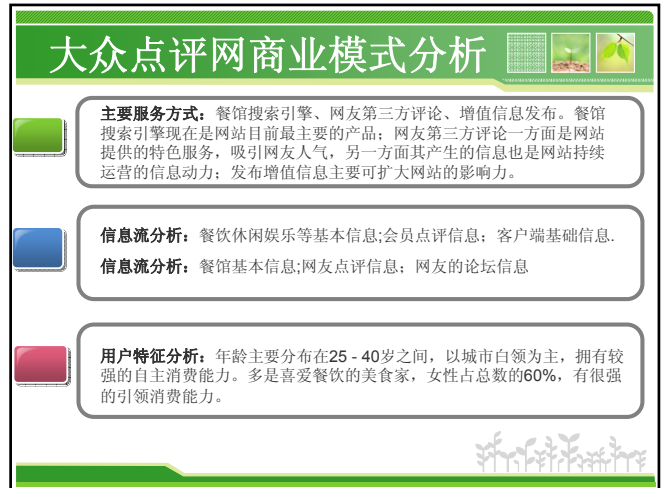 大众点评网商业模式分析
主要服务方式：餐馆搜索引擎、网友第三方评论、增值信息发布。餐馆
搜索引擎现在是网站目前最主要的产品；网友第三方评论一方面是网站
提供的特色服务，吸引网友人气，另一方面其产生的信息也是网站持续
运营的信息动力；发布增值信息主要可扩大网站的影响力。
信息流分析：餐饮休闲娱乐等基本信息;会员点评信息；客户端基础信息.
信息流分析：餐馆基本信息;网友点评信息；网友的论坛信息
用户特征分析：年龄主要分布在25 - 40岁之间，以城市白领为主，拥有较
强的自主消费能力。多是喜爱餐饮的美食家，女性占总数的60%，有很强
的引领消费能力。